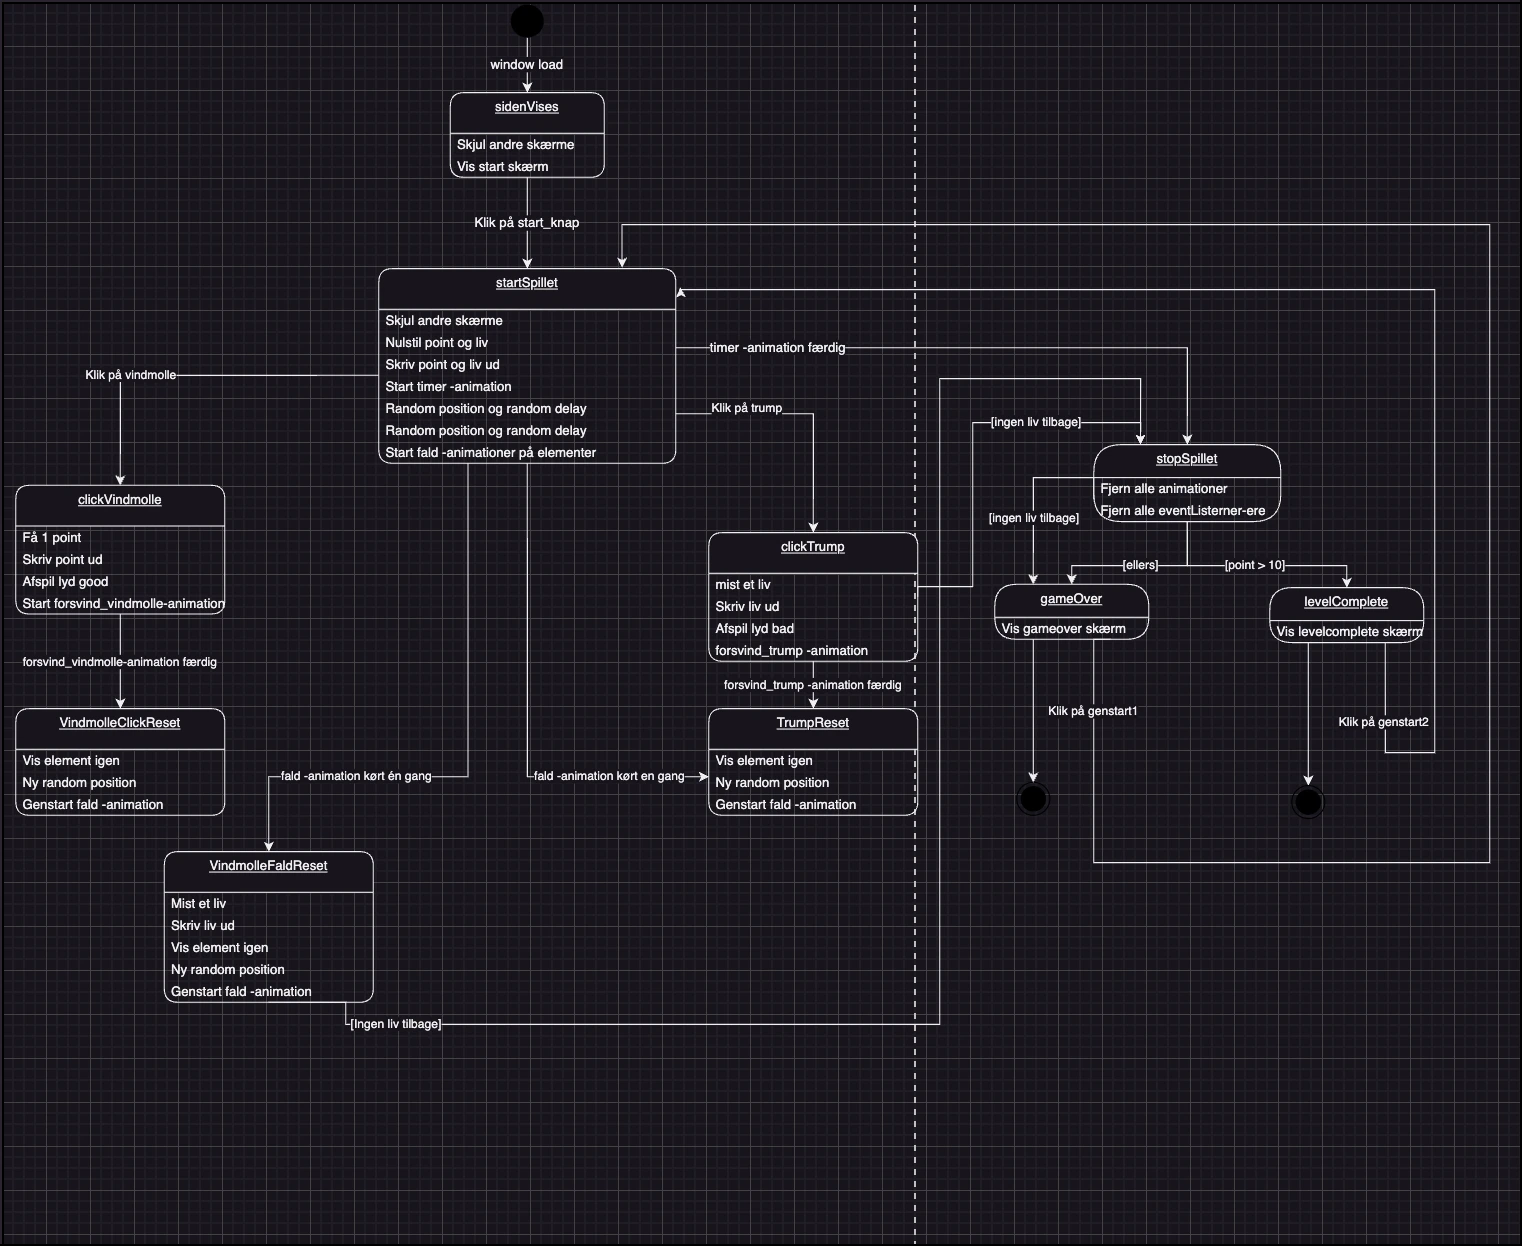 window load
sidenVises
Skjul andre skærme
Vis start skærm
Klik på start_knap
startSpillet
Skjul andre skærme
Nulstil point og liv
Skriv point og liv ud
Start timer -animation
Random position og random delay
Random position og random delay
Start fald -animationer på elementer
timer -animation færdig
Klik på vindmolle
Klik på trump
[ingen liv tilbage]
stopSpillet
Fjern alle animationer
Fjern alle eventListerner-ere
clickVindmolle
Få 1 point
Skriv point ud
Afspil lyd good
Start forsvind_vindmolle-animation
[ingen liv tilbage]
clickTrump
mist et liv
Skriv liv ud
Afspil lyd bad
forsvind_trump -animation
[ellers]
[point > 10]
gameOver
Vis gameover skærm
levelComplete
Vis levelcomplete skærm
forsvind_vindmolle-animation færdig
forsvind_trump -animation færdig
VindmolleClickReset
Vis element igen
Ny random position
Genstart fald -animation
TrumpReset
Vis element igen
Ny random position
Genstart fald -animation
Klik på genstart1
Klik på genstart2
fald -animation kørt én gang
fald -animation kørt en gang
VindmolleFaldReset
Mist et liv
Skriv liv ud
Vis element igen
Ny random position
Genstart fald -animation
[Ingen liv tilbage]